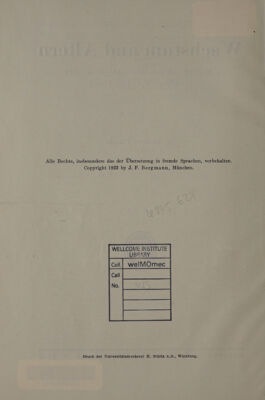 Alle Rechte, insbesondere das der Übersetzung in fremde Sprachen, vorbehalten.
Copyright 1923 by J. F. Bergmann, München.
WELLCOME INSTITUTE
LIBRARY
Coll. welMOmec
Call
No.
Druck der Universitätsdruckerei H. Stürtz A.G., Würzburg.